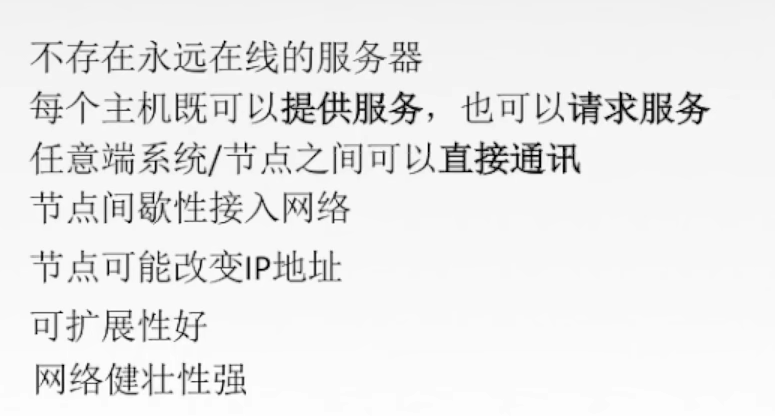 不存在永远在线的服务器
每个主机既可以提供服务，也可以请求服务
任意端系统/节点之间可以直接通讯
节点间歇性接入网络
节点可能改变IP地址
可扩展性好
网络健壮性强